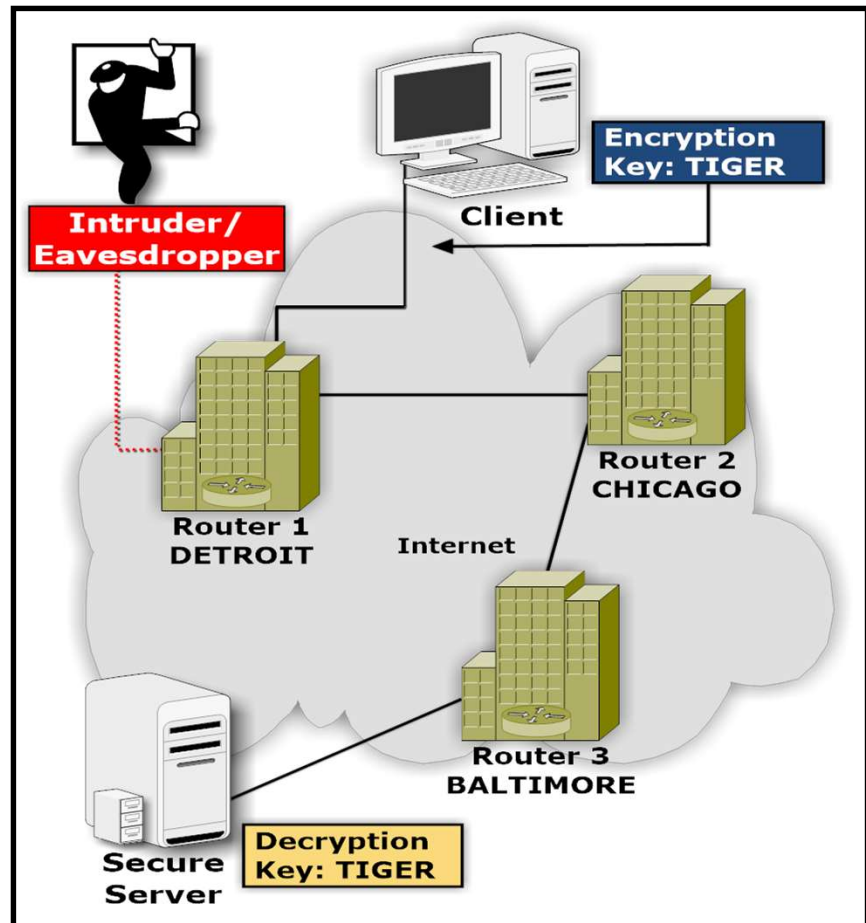 Encryption
Key: TIGER
Client
Intruder/
Eavesdropper
Router 2
CHICAGO
Router 1
DETROIT
Internet
Router 3
BALTIMORE
Secure
Server
Decryption
Key: TIGER